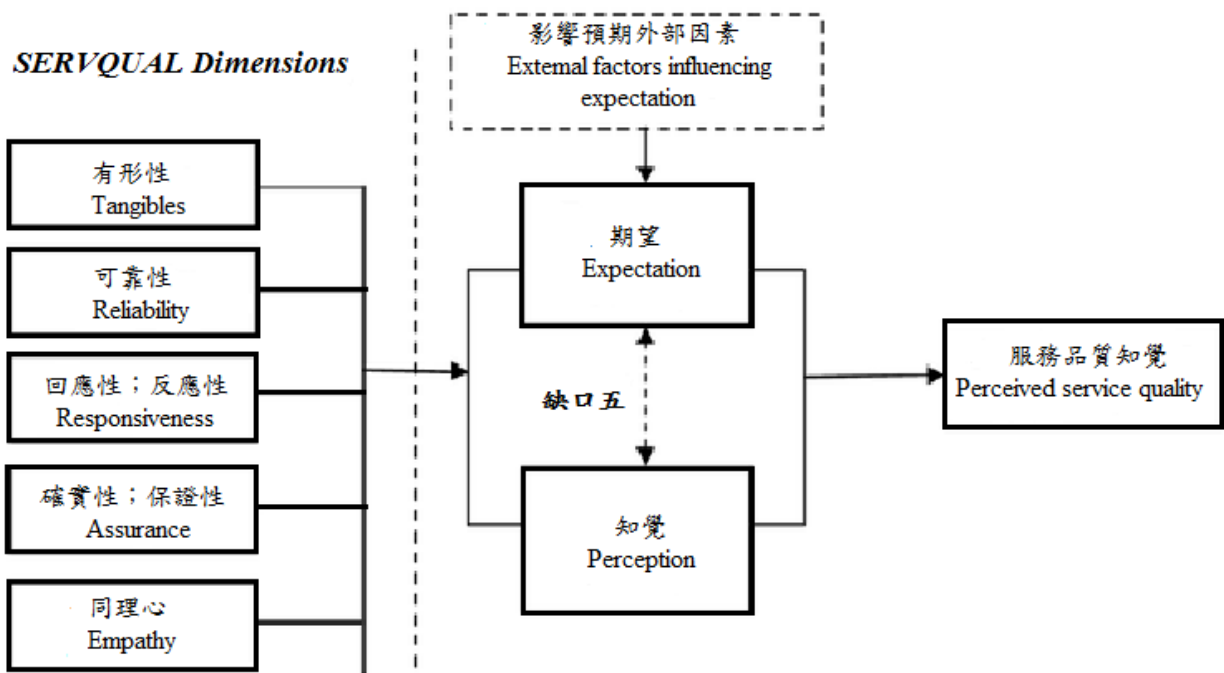 SERVQUAL Dimensions
影響預期外部因素
External factors influencing
expectation
有形性
Tangibles
可靠性
Reliability
回應性；反應性
Responsiveness
確實性；保證性
Assurance
同理心
Empathy
期望
Expectation
缺口五
知覺
Perception
服務品質知覺
Perceived service quality